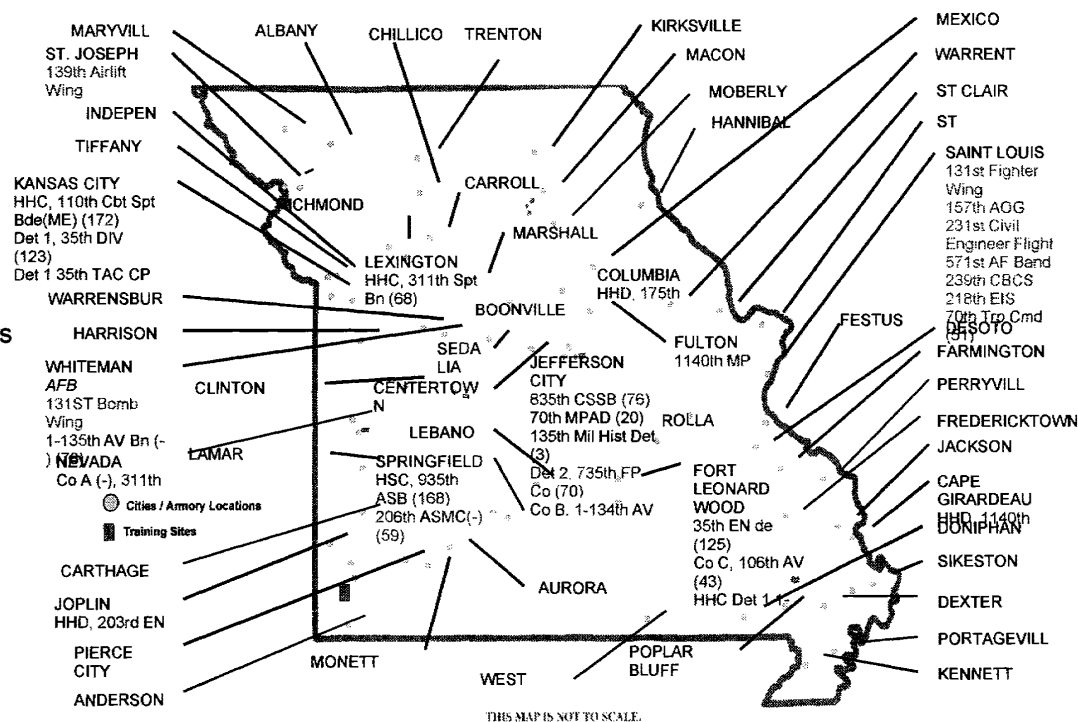 MARYVILL
ST. JOSEPH
139th Airlift
Wing
INDEPEN
TIFFANY
KANSAS CITY
HHC, 110th Cbt Spt
Bde(ME) (172)
Det 1, 35th DIV
(123)
Det 1 35th TAC CP
WARRENSBUR
S
HARRISON
WHITEMAN
AFB
131ST Bomb
Wing
1-135th AV Bn (-
) (78)
NEVADA
Co A (-), 311th
Cities / Armory Locations
Training Sites
CARTHAGE
JOPLIN
HHD, 203rd EN
PIERCE
CITY
ANDERSON
ALBANY
CHILLICO
TRENTON
KIRKSVILLE
MACON
MOBERLY
HANNIBAL
RICHMOND
CARROLL
MARSHALL
LEXINGTON
HHC, 311th Spt
Bn (68)
BOONVILLE
COLUMBIA
HHD, 175th
FULTON
1140th MP
SEDA
LIA
CLINTON
CENTERTOW
N
JEFFERSON
CITY
835th CSSB (76)
70th MPAD (20)
135th Mil Hist Det
(3)
Det 2, 735th FP
Co (70)
Co B. 1-134th AV
LEBANO
LAMAR
SPRINGFIELD
HSC, 935th
ASB (168)
206th ASMC(-)
(59)
ROLLA
FORT
LEONARD
WOOD
35th EN de
(125)
Co C, 106th AV
(43)
HHC Det 1 1-
AURORA
MONETT
WEST
POPLAR
BLUFF
FESTUS
MEXICO
WARRENT
ST CLAIR
ST
SAINT LOUIS
131st Fighter
Wing
157th AOG
231st Civil
Engineer Flight
571st AF Band
239th CBCS
218th EIS
70th Trp Cmd
(51)
DESOTO
FARMINGTON
PERRYVILL
FREDERICKTOWN
JACKSON
CAPE
GIRARDEAU
HHD, 1140th
DONIPHAN
SIKESTON
DEXTER
PORTAGEVILL
KENNETT
THIS MAP IS NOT TO SCALE.